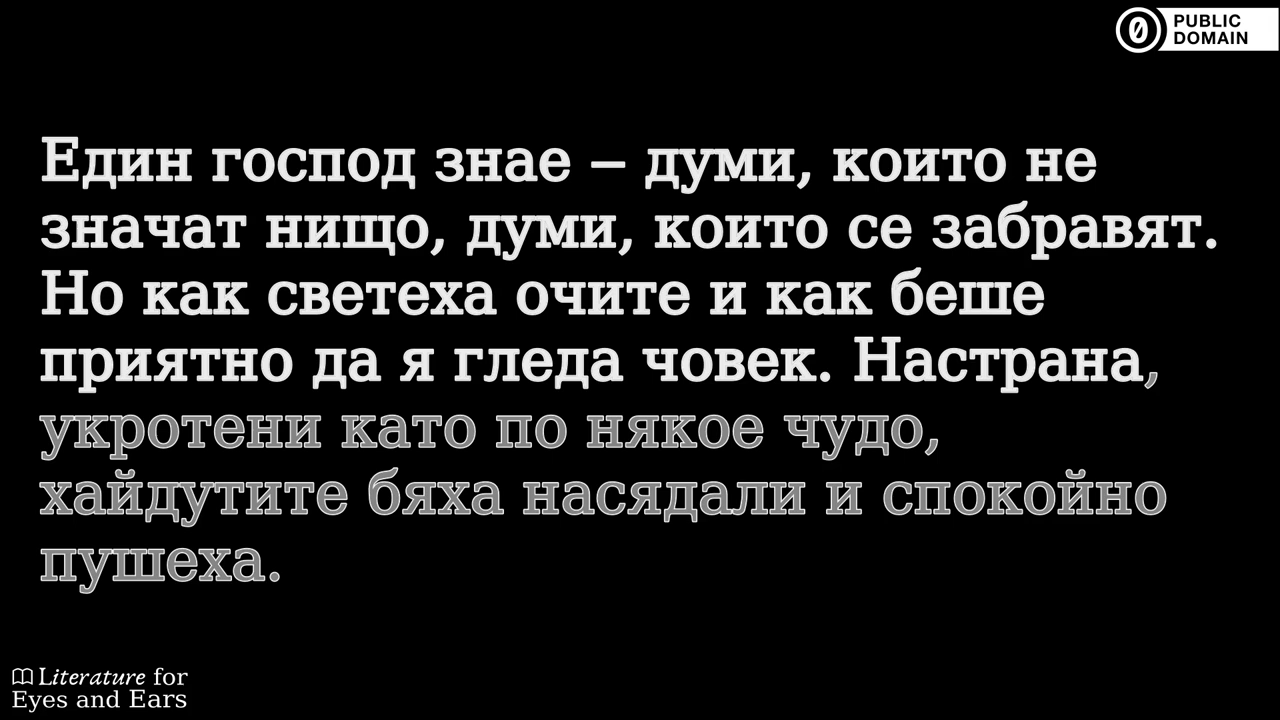 PUBLIC
DOMAIN
Един господ знае – думи, които не
значат нищо, думи, които се забравят.
Но как светеха очите и как беше
приятно да я гледа човек. Настрана,
укротени като по някое чудо,
хайдутите бяха насядали и спокойно
пушеха.
Literature for
Eyes and Ears